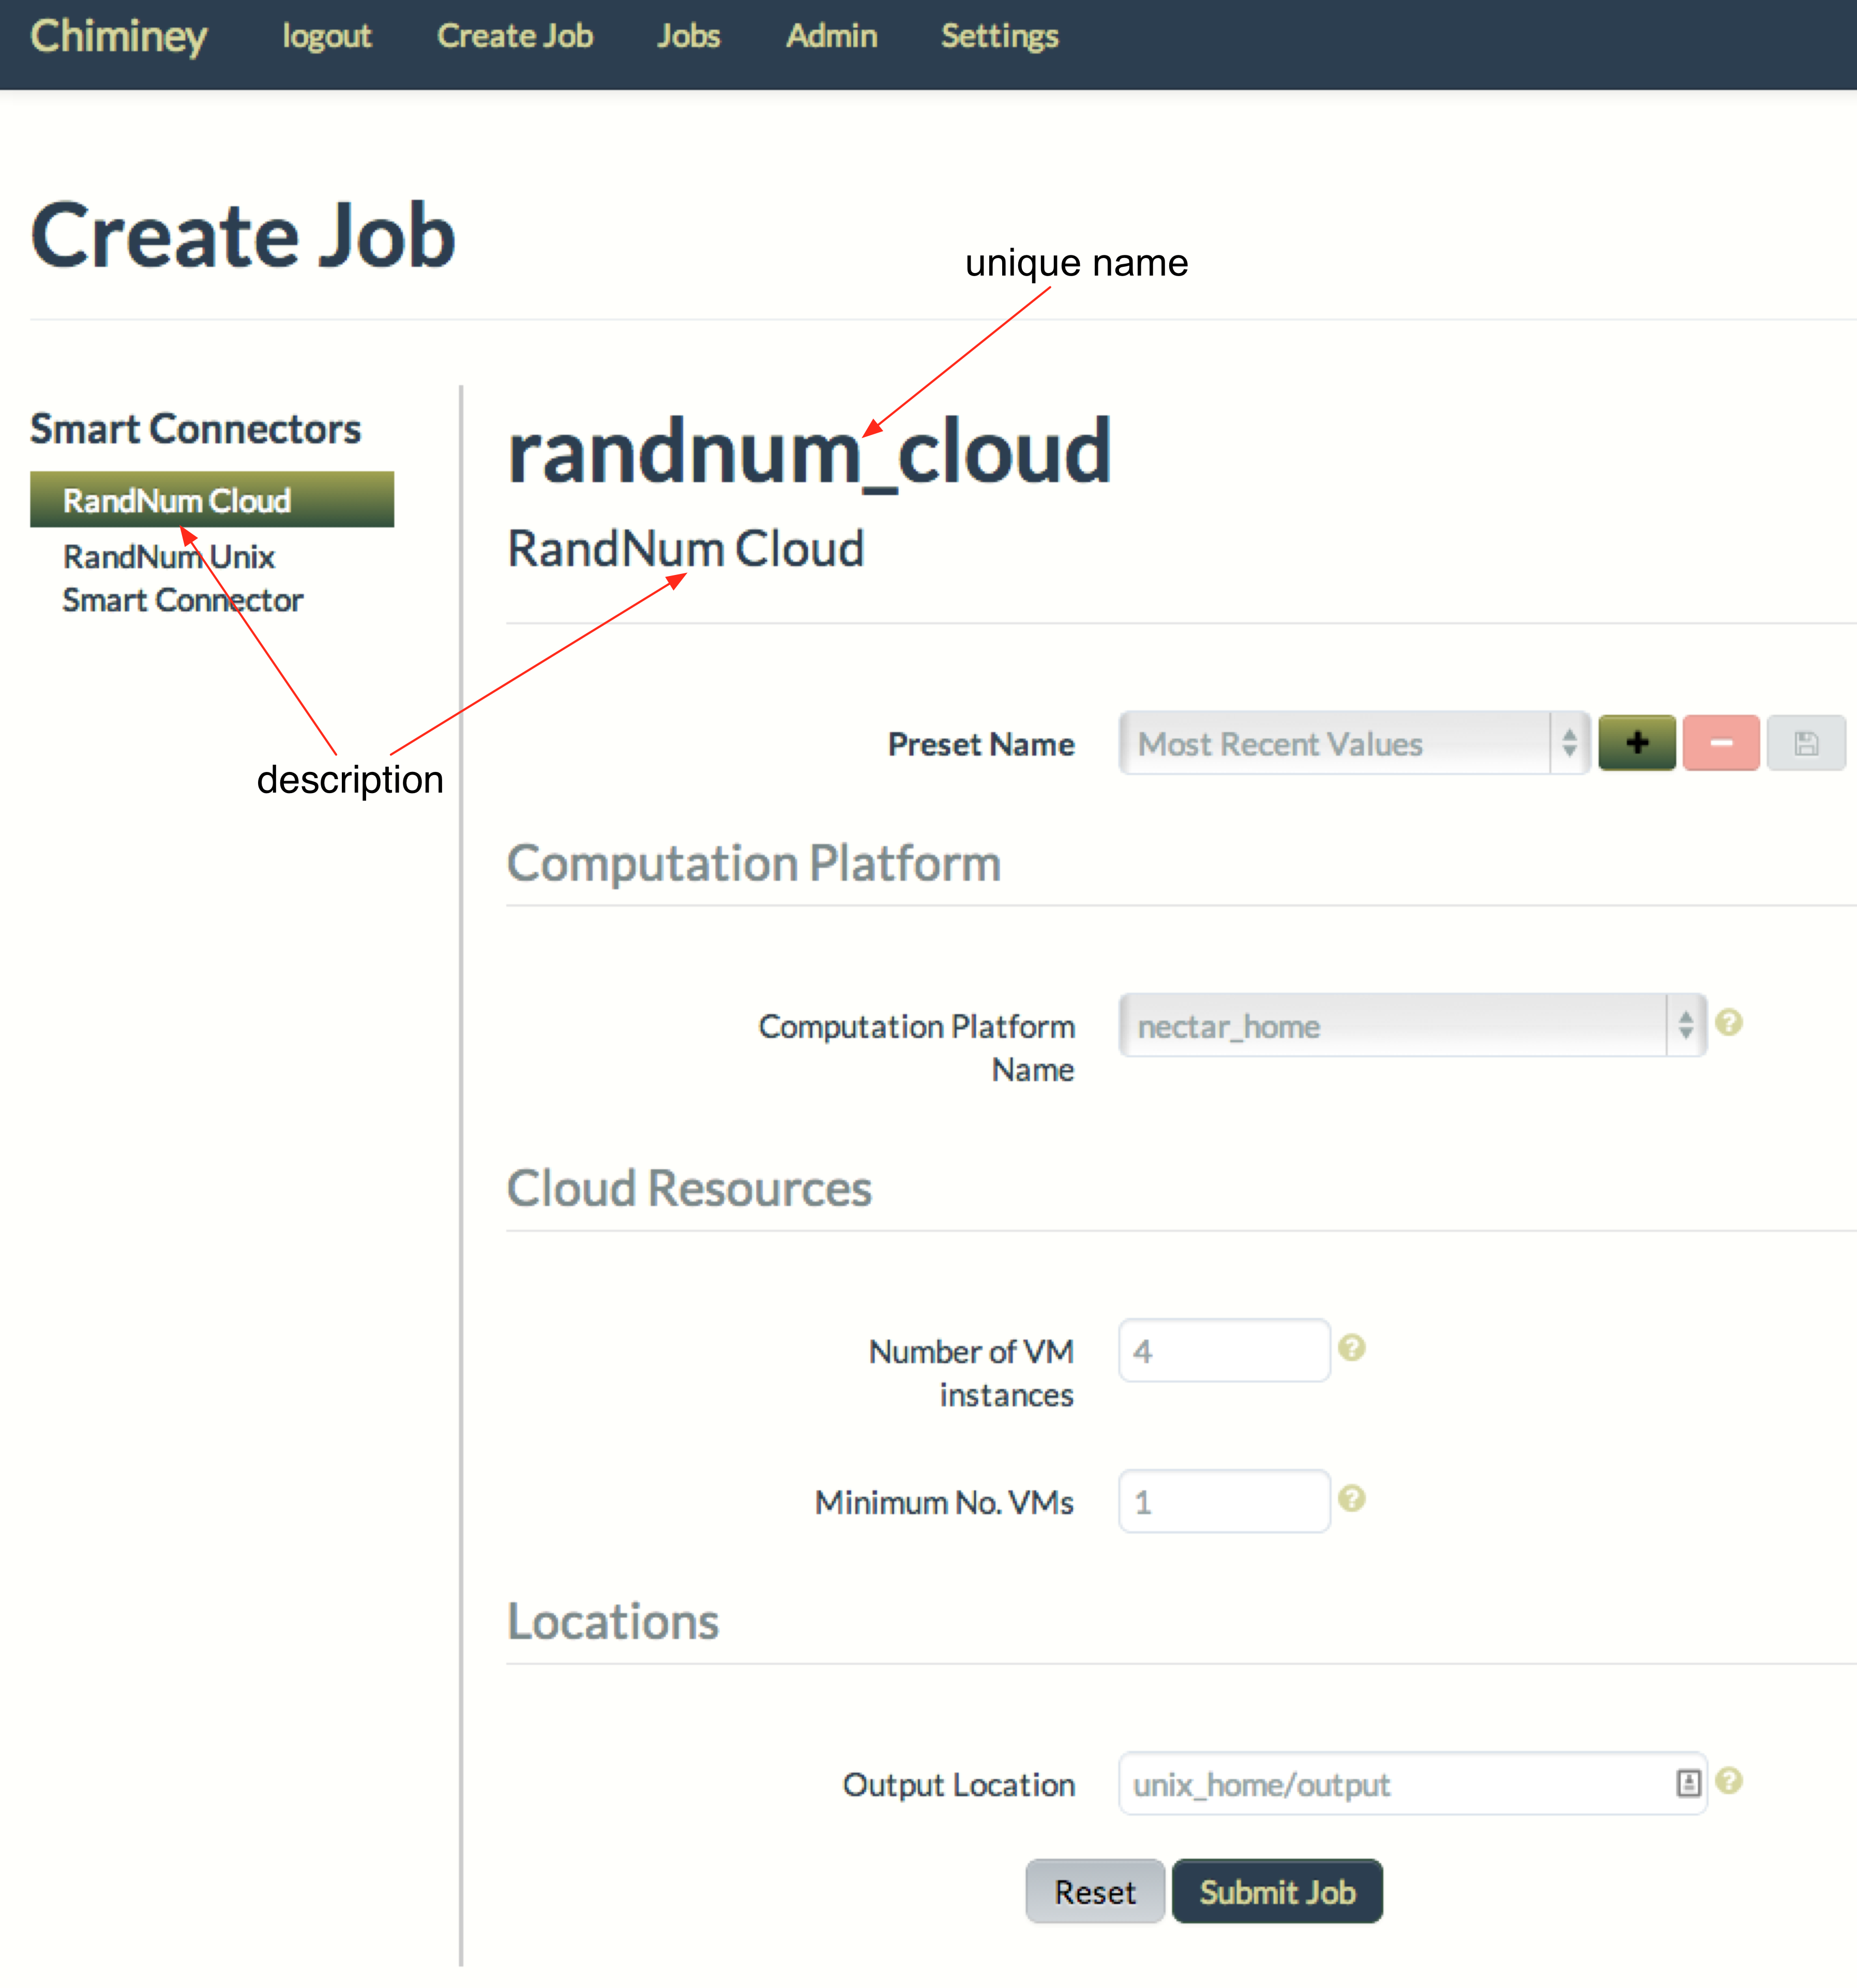 Chiminey logout Create Job Jobs Admin Settings
Create Job
unique name
Smart Connectors
RandNum Cloud
RandNum Unix
Smart Connector
description
randnum_cloud
RandNum Cloud
Preset Name Most Recent Values
Computation Platform
Computation Platform nectar_home
Name
Cloud Resources
Number of VM 4
instances
Minimum No. VMs 1
Locations
Output Location unix_home/output
Reset Submit Job